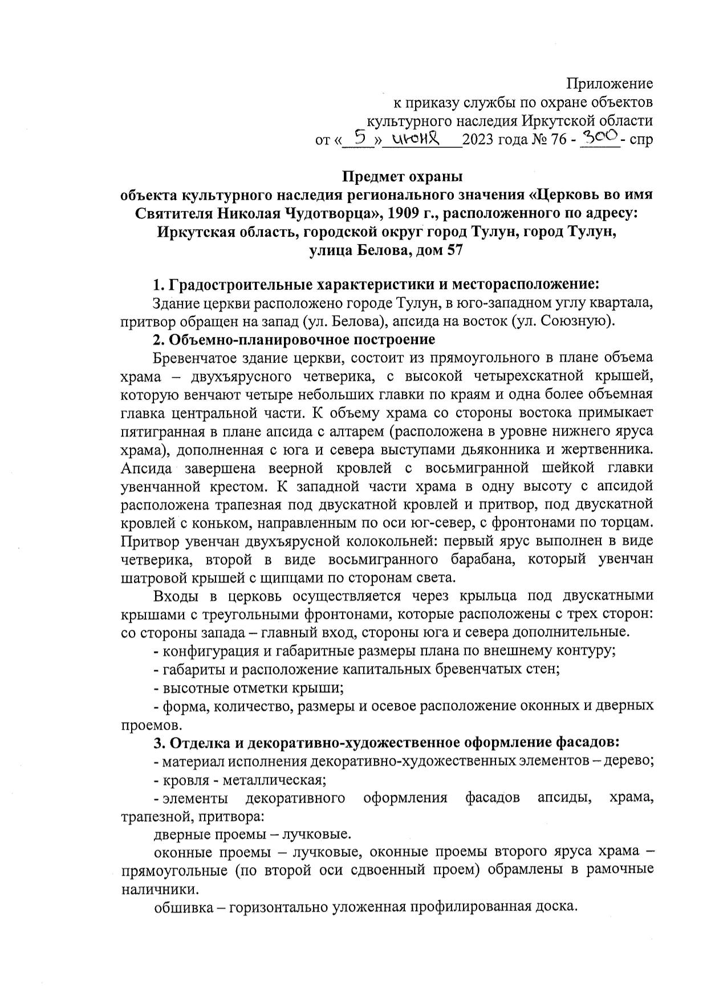 Приложение
к приказу службы по охране объектов
культурного наследия Иркутской области
от «5» июня 2023 года № 76 - 300 - спр
Предмет охраны
объекта культурного наследия регионального значения «Церковь во имя
Святителя Николая Чудотворца», 1909 г., расположенного по адресу:
Иркутская область, городской округ город Тулун, город Тулун,
улица Белова, дом 57
1. Градостроительные характеристики и месторасположение:
Здание церкви расположено городе Тулун, в юго-западном углу квартала,
притвор обращен на запад (ул. Белова), апсида на восток (ул. Союзную).
2. Объемно-планировочное построение
Бревенчатое здание церкви, состоит из прямоугольного в плане объема
храма – двухъярусного четверика, с высокой четырехскатной крышей,
которую венчают четыре небольших главки по краям и одна более объемная
главка центральной части. К объему храма со стороны востока примыкает
пятигранная в плане апсида с алтарем (расположена в уровне нижнего яруса
храма), дополненная с юга и севера выступами дьяконника и жертвенника.
Апсида завершена веерной кровлей с восьмигранной шейкой главки
увенчанной крестом. К западной части храма в одну высоту с апсидой
расположена трапезная под двускатной кровлей и притвор, под двускатной
кровлей с коньком, направленным по оси юг-север, с фронтонами по торцам.
Притвор увенчан двухъярусной колокольней: первый ярус выполнен в виде
четверика, второй в виде восьмигранного барабана, который увенчан
шатровой крышей с щипцами по сторонам света.
Входы в церковь осуществляется через крыльца под двускатными
крышами с треугольными фронтонами, которые расположены с трех сторон:
со стороны запада – главный вход, стороны юга и севера дополнительные.
- конфигурация и габаритные размеры плана по внешнему контуру;
- габариты и расположение капитальных бревенчатых стен;
- высотные отметки крыши;
- форма, количество, размеры и осевое расположение оконных и дверных
проемов.
3. Отделка и декоративно-художественное оформление фасадов:
- материал исполнения декоративно-художественных элементов – дерево;
- кровля - металлическая;
- элементы декоративного оформления фасадов апсиды, храма,
трапезной, притвора:
дверные проемы – лучковые.
оконные проемы – лучковые, оконные проемы второго яруса храма –
прямоугольные (по второй оси сдвоенный проем) обрамлены в рамочные
наличники.
обшивка – горизонтально уложенная профилированная доска.